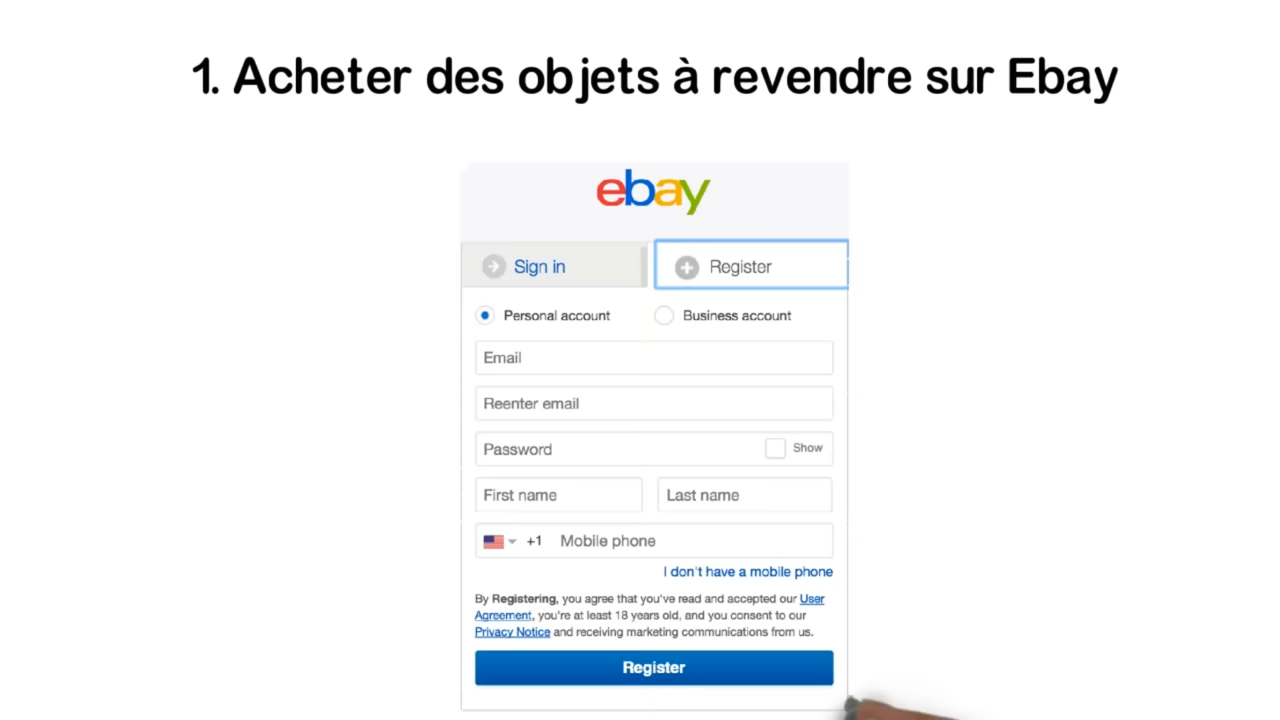 1. Acheter des objets à revendre sur Ebay
ebay
Sign in Register
Personal account Business account
Email
Reenter email
Password Show
First name Last name
+1 Mobile phone
I don't have a mobile phone
By Registering, you agree that you've read and accepted our User
Agreement, you're at least 18 years old, and you consent to our
Privacy Notice and receiving marketing communications from us.
Register